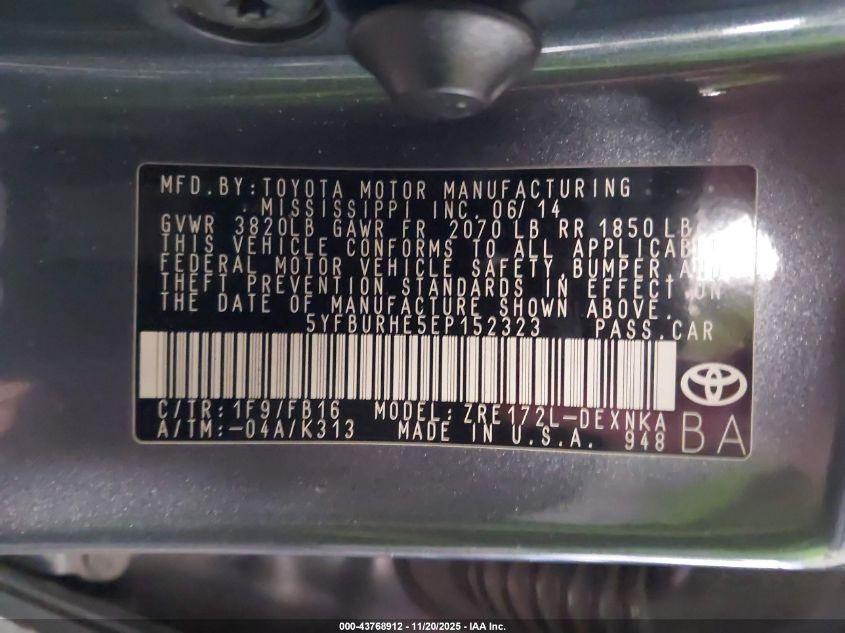 MFD.BY:TOYOTA MOTOR MANUFACTURING
MISSISSIPPI INC. 06/14
GVWR 3820LB GAWR FR 2070 LB RR 1850 LB
THIS VEHICLE CONFORMS TO ALL
FEDERAL MOTOR VEHICLE SAFETY, BUMPER,
THEFT PREVENTION STANDARDS IN EFFECT ON
THE DATE OF MANUFACTURE SHOWN ABOVE.
5YFBURHE5EP152323 PASS.CAR
C/TR:1F9/FB16 MODEL:ZRE172L-DEXNKA
A/TM:-04A/K313 MADE IN U.S.A. 948 BA
000-43768912 - 11/20/2025 - IAA Inc.